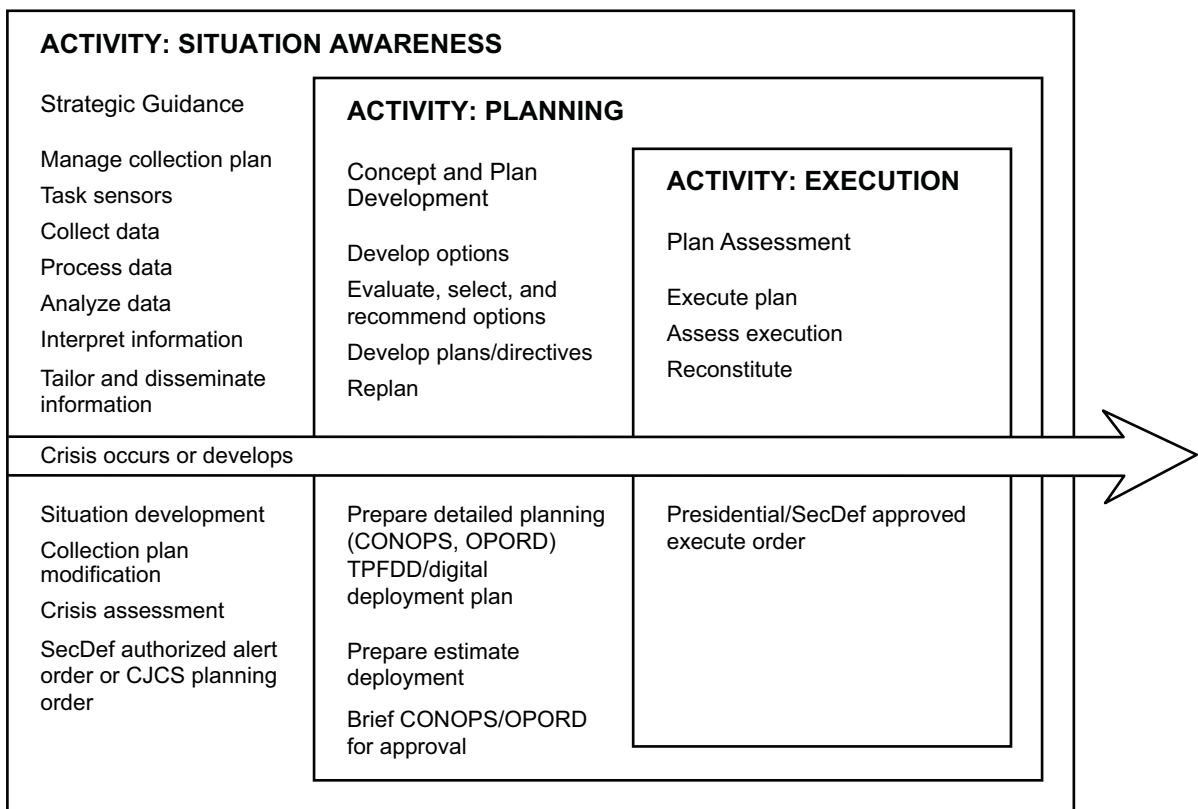 ACTIVITY: SITUATION AWARENESS
Strategic Guidance
Manage collection plan
Task sensors
Collect data
Process data
Analyze data
Interpret information
Tailor and disseminate
information
ACTIVITY: PLANNING
Concept and Plan
Development
Develop options
Evaluate, select, and
recommend options
Develop plans/directives
Replan
ACTIVITY: EXECUTION
Plan Assessment
Execute plan
Assess execution
Reconstitute
Crisis occurs or develops
Situation development
Collection plan
modification
Crisis assessment
SecDef authorized alert
order or CJCS planning
order
Prepare detailed planning
(CONOPS, OPORD)
TPFDD/digital
deployment plan
Prepare estimate
deployment
Brief CONOPS/OPORD
for approval
Presidential/SecDef approved
execute order